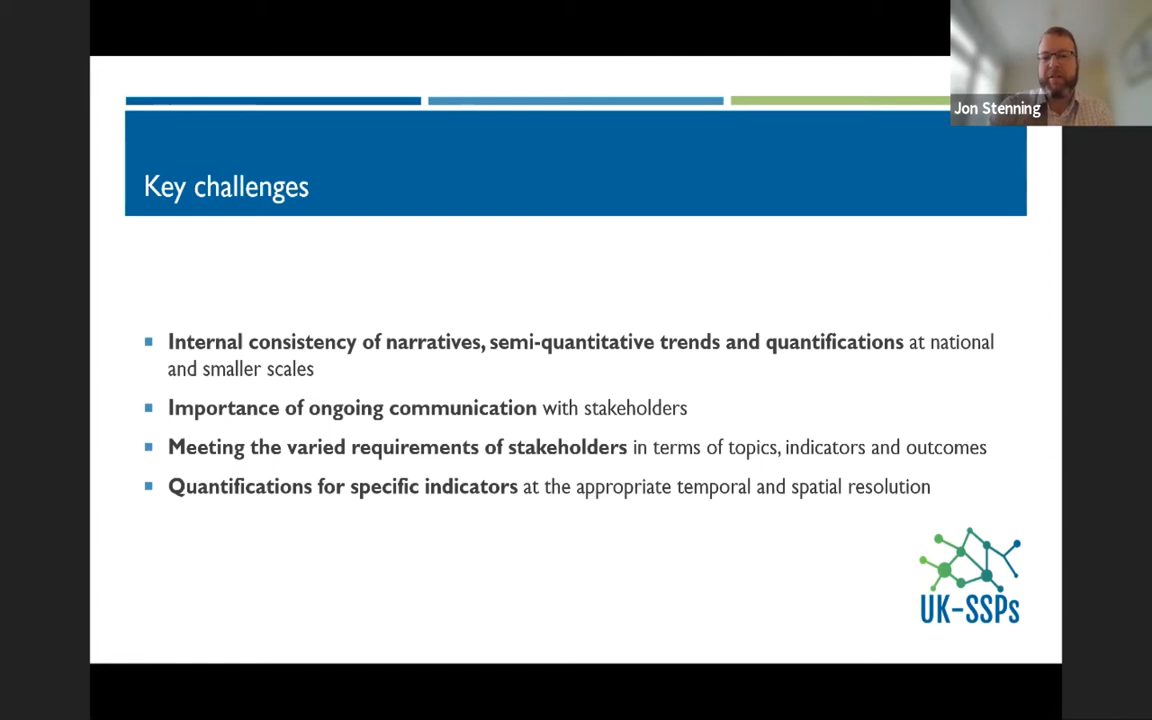 Jon Stenning
Key challenges
Internal consistency of narratives, semi-quantitative trends and quantifications at national
and smaller scales
Importance of ongoing communication with stakeholders
Meeting the varied requirements of stakeholders in terms of topics, indicators and outcomes
Quantifications for specific indicators at the appropriate temporal and spatial resolution
UK-SSPs